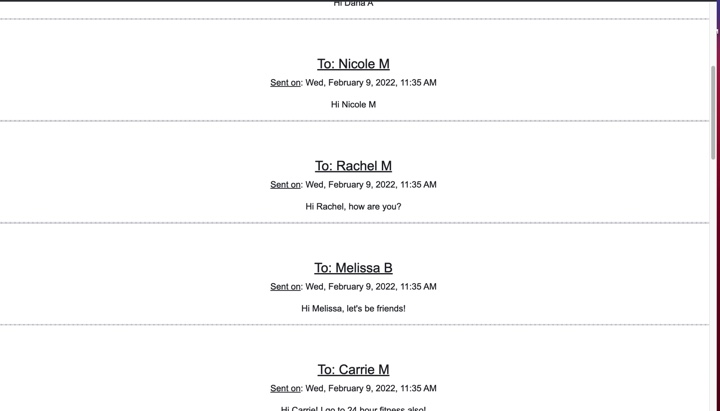 Hi Dana A
To: Nicole M
Sent on: Wed, February 9, 2022, 11:35 AM
Hi Nicole M
To: Rachel M
Sent on: Wed, February 9, 2022, 11:35 AM
Hi Rachel, how are you?
To: Melissa B
Sent on: Wed, February 9, 2022, 11:35 AM
Hi Melissa, let's be friends!
To: Carrie M
Sent on: Wed, February 9, 2022, 11:35 AM
Hi Carrie! I go to 24 hour fitness also!